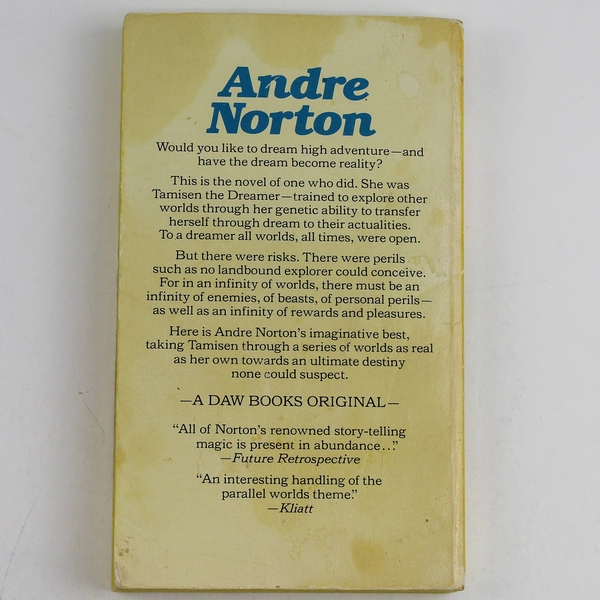 Andre
Norton
Would you like to dream high adventure—and
have the dream become reality?
This is the novel of one who did. She was
Tamisen the Dreamer—trained to explore other
worlds through her genetic ability to transfer
herself through dream to their actualities.
To a dreamer all worlds, all times, were open.
But there were risks. There were perils
such as no landbound explorer could conceive.
For in an infinity of worlds, there must be an
infinity of enemies, of beasts, of personal perils—
as well as an infinity of rewards and pleasures.
Here is Andre Norton's imaginative best,
taking Tamisen through a series of worlds as real
as her own towards an ultimate destiny
none could suspect.
—A DAW BOOKS ORIGINAL—
“All of Norton's renowned story-telling
magic is present in abundance...”
—Future Retrospective
“An interesting handling of the
parallel worlds theme.”
—Kliatt